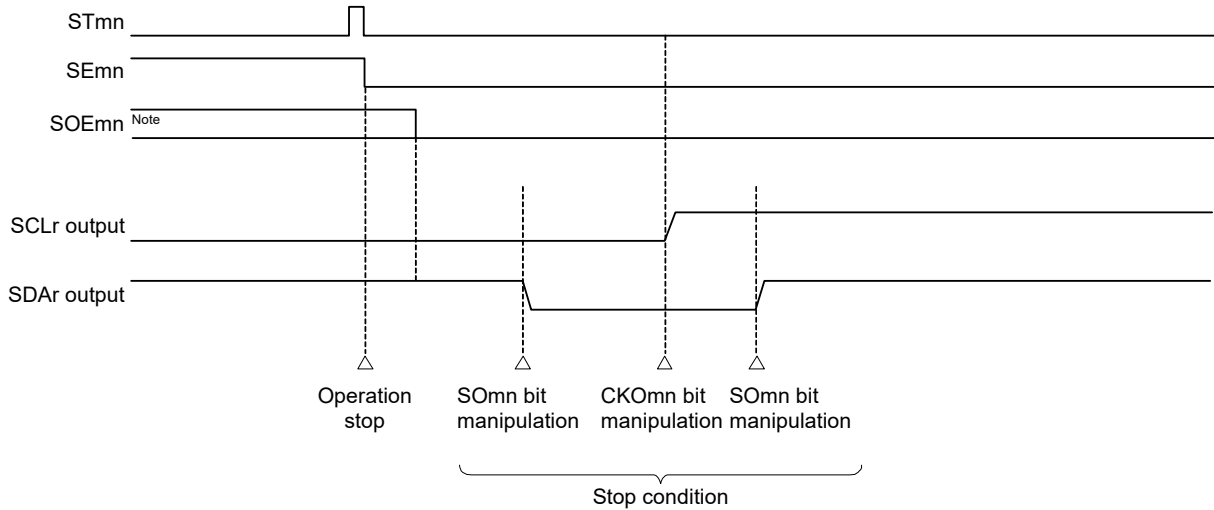 STmn
SEmn
SOEmn Note
SCLr output
SDAr output
Operation
stop
SOmn bit
manipulation
CKOmn bit
manipulation
SOmn bit
manipulation
Stop condition